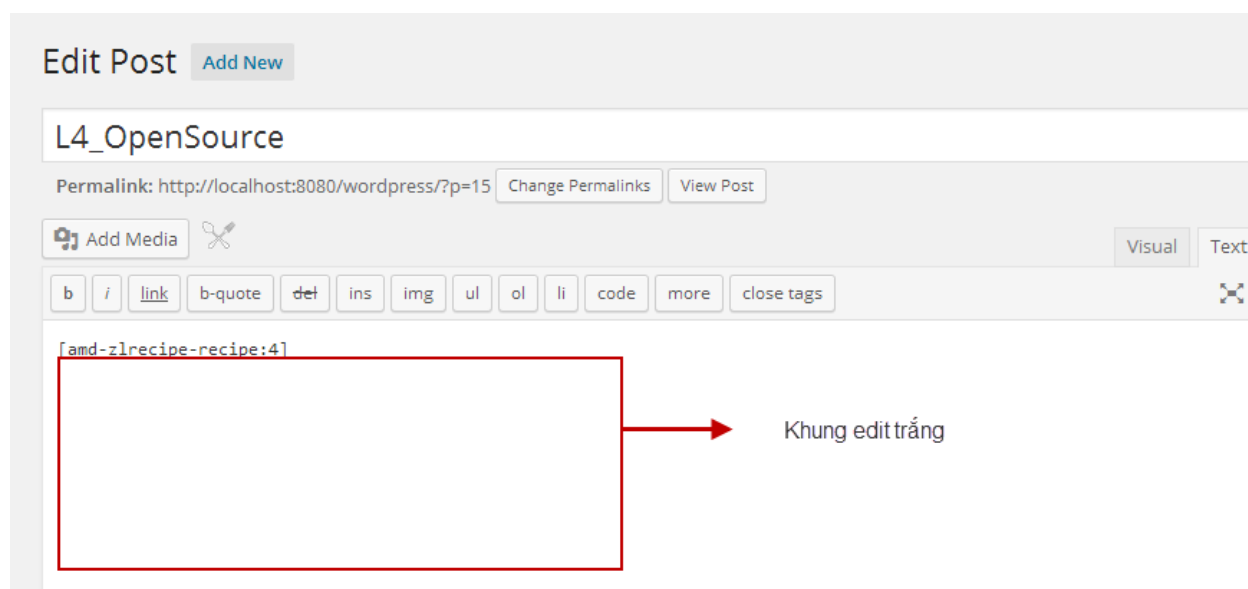 Edit Post Add New
L4_OpenSource
Permalink: http://localhost:8080/wordpress/?p=15 Change Permalinks View Post
Add Media
Visual Text
b i link b-quote del ins img ul ol li code more close tags
[amd-zlrecipe-recipe:4]
Khung edit trắng